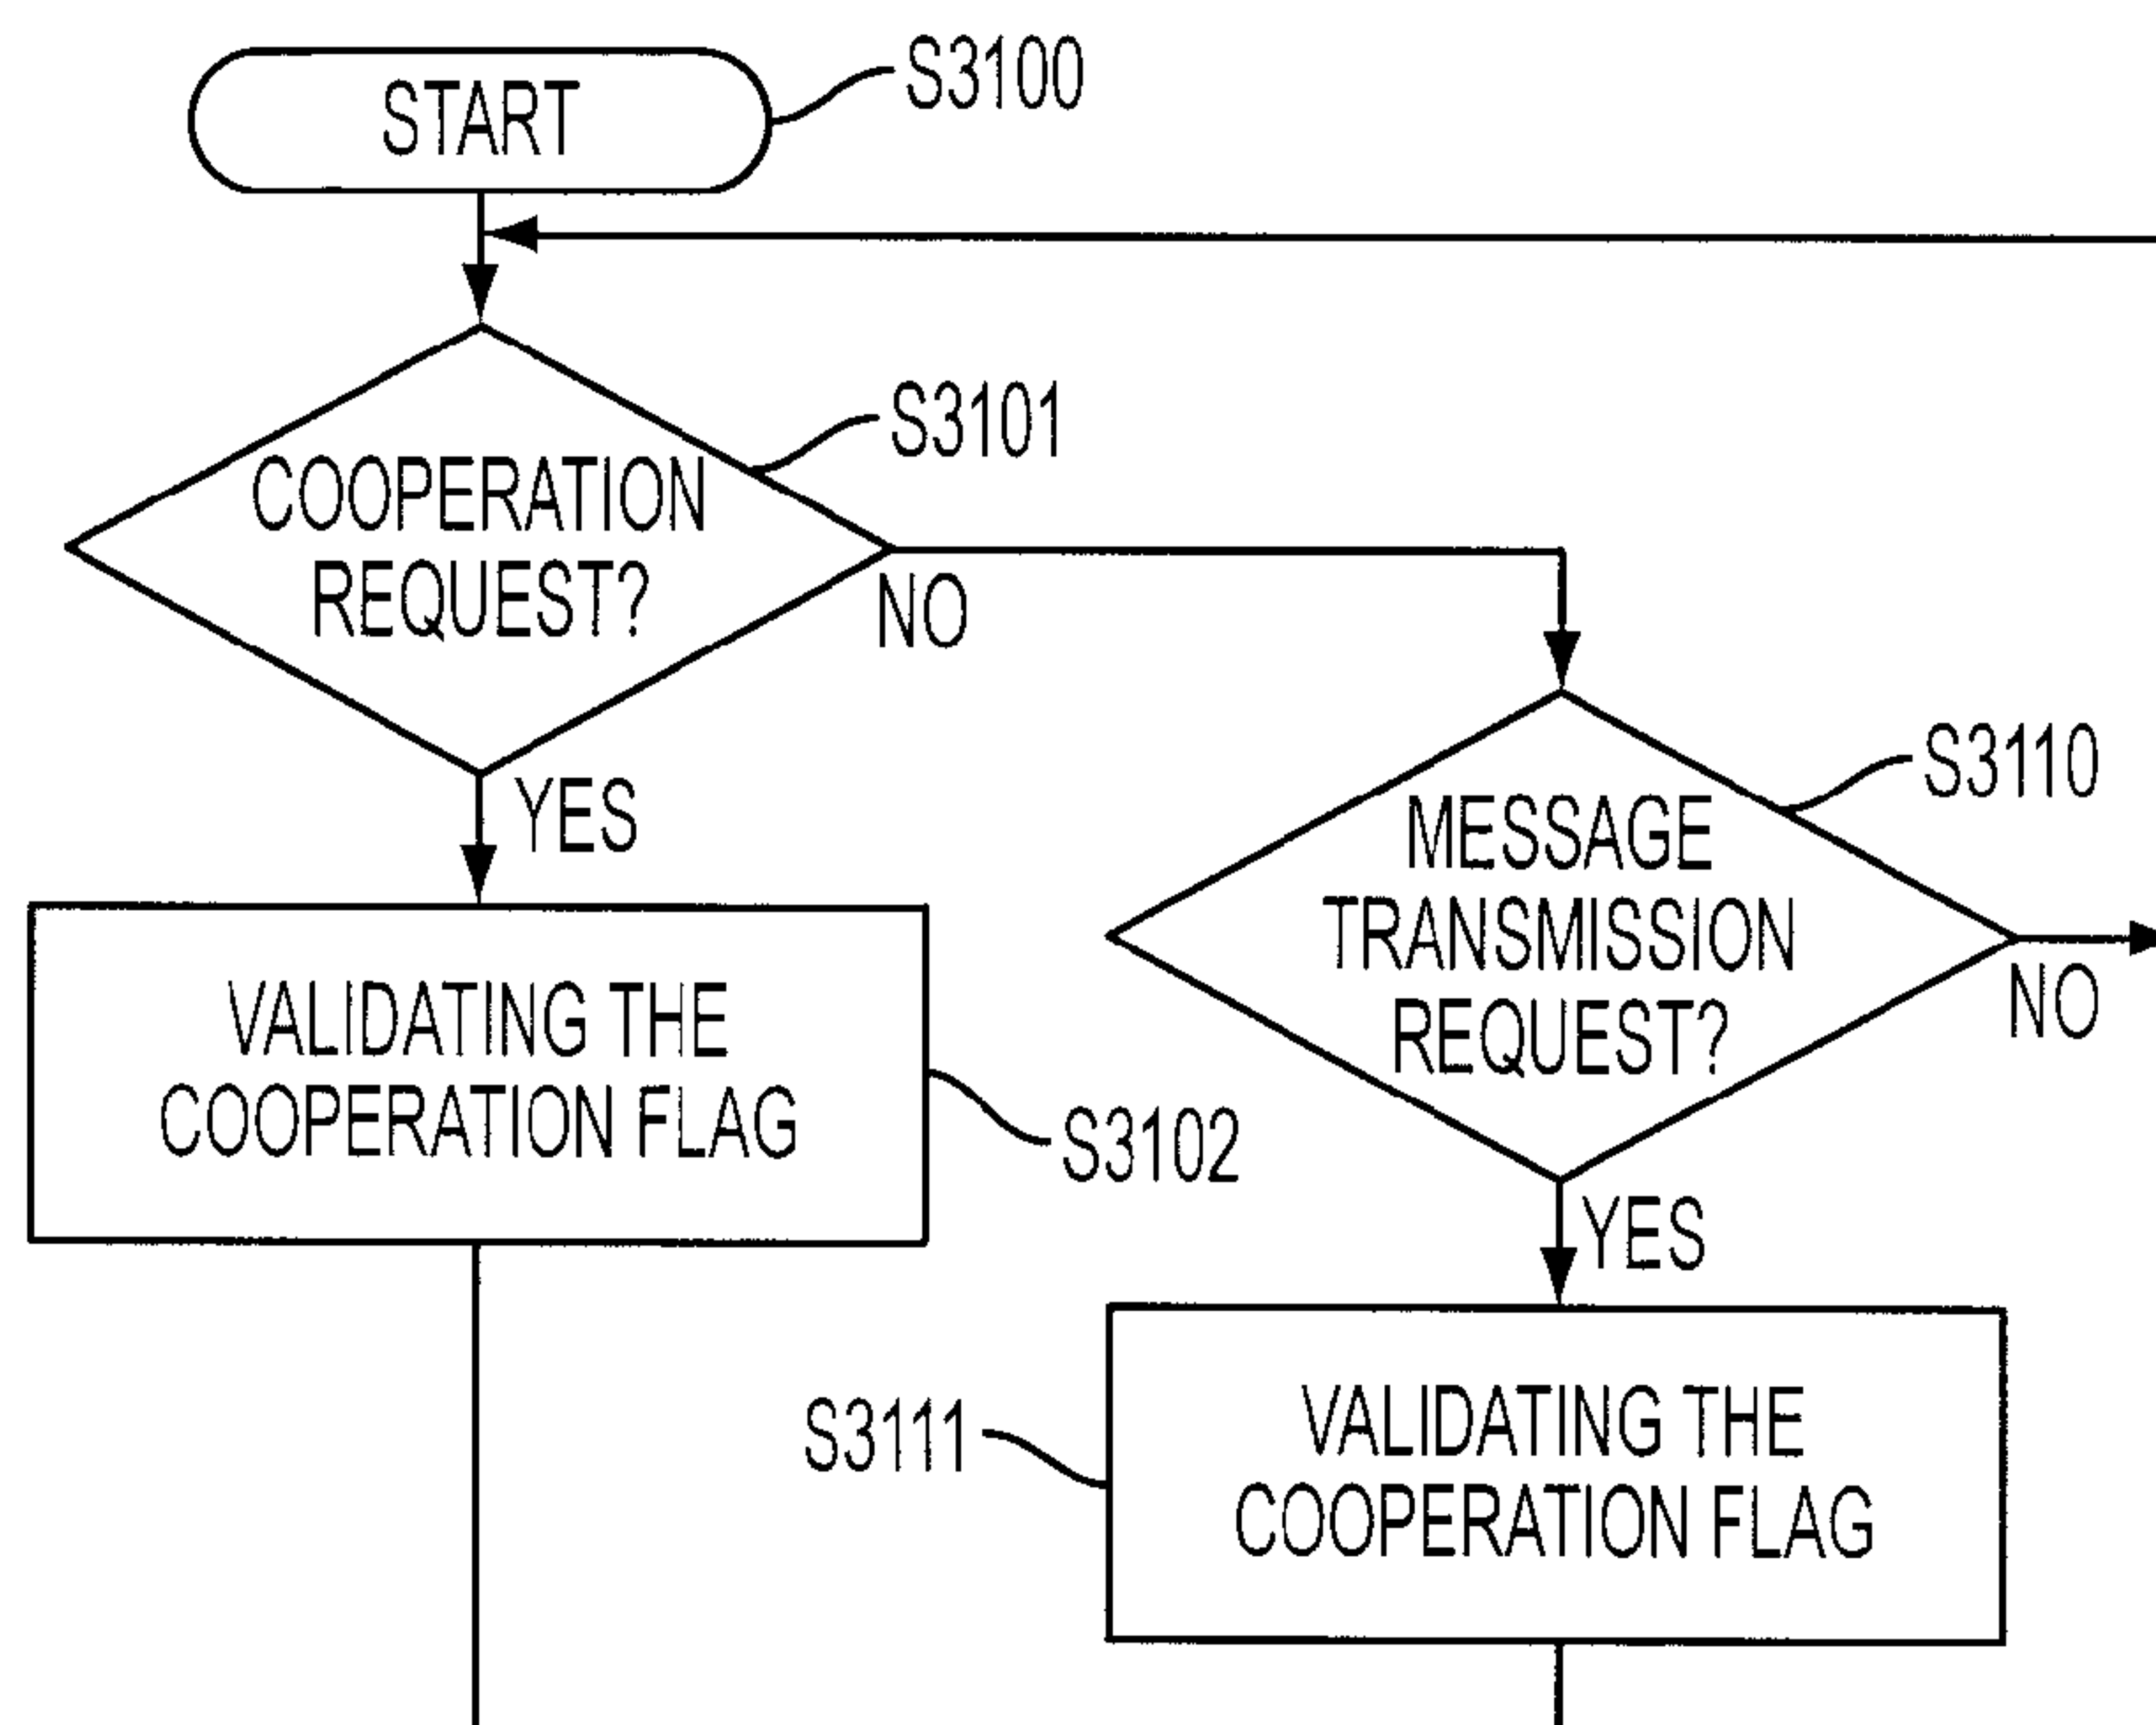 START
S3100
COOPERATION
REQUEST?
S3101
NO
YES
VALIDATING THE
COOPERATION FLAG
S3102
MESSAGE
TRANSMISSION
REQUEST?
S3110
NO
YES
VALIDATING THE
COOPERATION FLAG
S3111